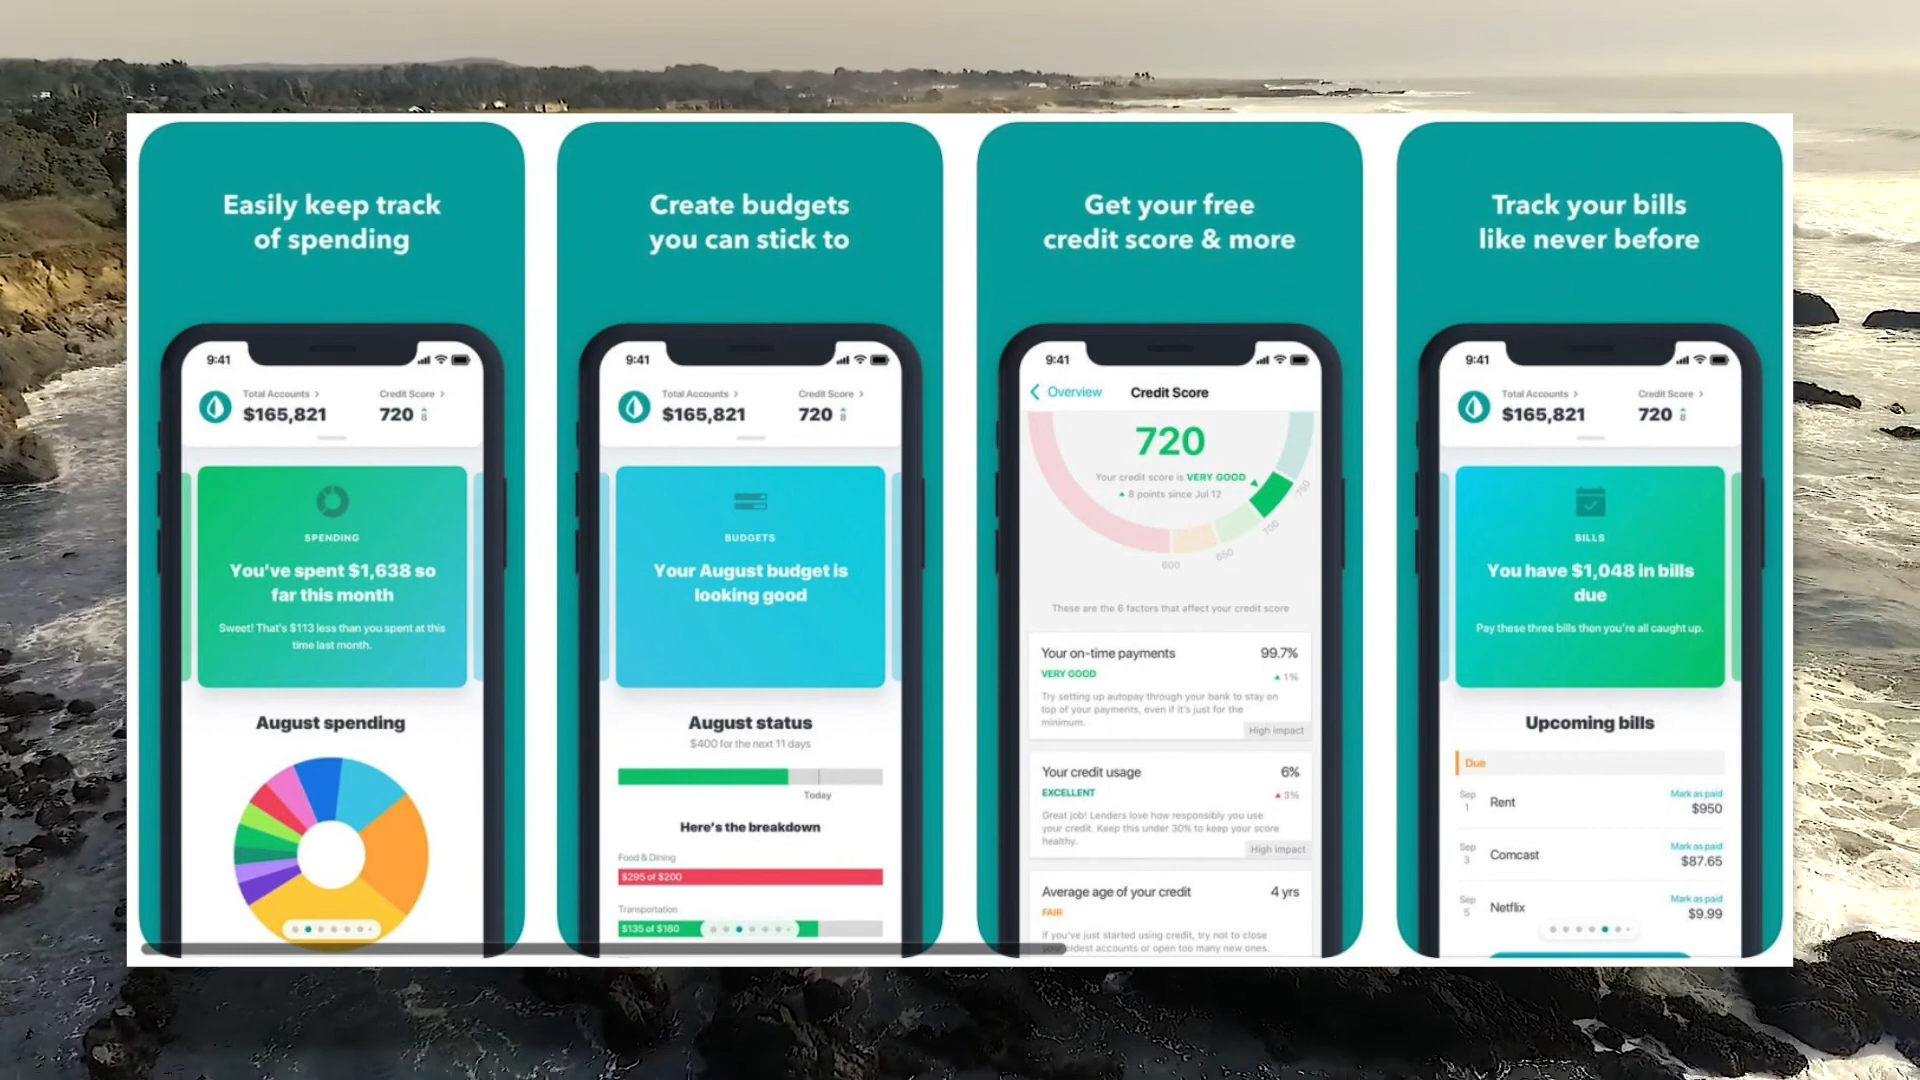 Easily keep track
of spending
9:41
Total Accounts >
$165,821
Credit Score >
720
8
SPENDING
You've spent $1,638 so
far this month
Sweet! That's $113 less than you spent at this
time last month.
August spending
Create budgets
you can stick to
9:41
Total Accounts >
$165,821
Credit Score >
720
8
BUDGETS
Your August budget is
looking good
August status
$400 for the next 11 days
Today
Here's the breakdown
Food & Dining
$295 of $200
Transportation
$135 of $180
Get your free
credit score & more
9:41
Overview
Credit Score
720
Your credit score is VERY GOOD
8 points since Jul 12
600
650
700
750
These are the 6 factors that affect your credit score
Your on-time payments
99.7%
VERY GOOD
1%
Try setting up autopay through your bank to stay on
top of your payments, even if it's just for the
minimum.
High impact
Your credit usage
6%
EXCELLENT
3%
Great job! Lenders love how responsibly you use
your credit. Keep this under 30% to keep your score
healthy.
High impact
Average age of your credit
4 yrs
FAIR
If you've just started using credit, try not to close
your oldest accounts or open too many new ones.
Track your bills
like never before
9:41
Total Accounts >
$165,821
Credit Score >
720
8
BILLS
You have $1,048 in bills
due
Pay these three bills then you're all caught up.
Upcoming bills
Due
Sep
1
Rent
Mark as paid
$950
Sep
3
Comcast
Mark as paid
$87.65
Sep
5
Netflix
Mark as paid
$9.99